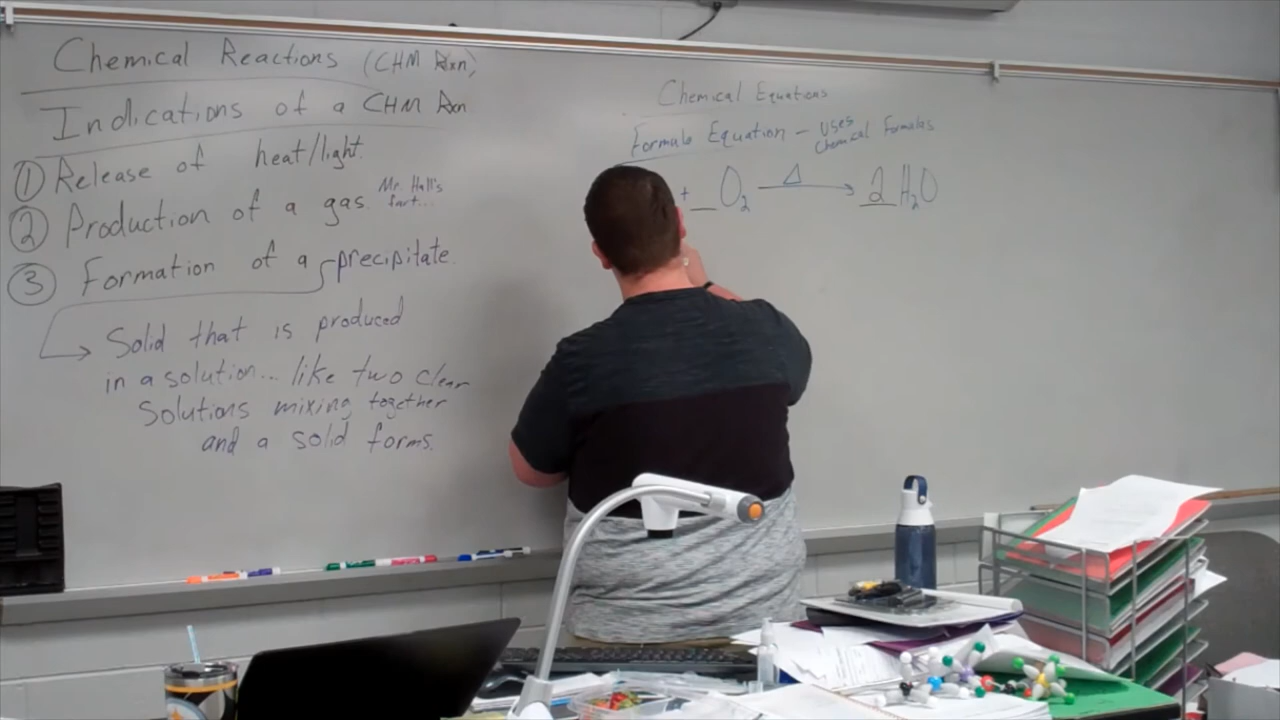 Chemical Reactions (CHM Rxn)
Indications of a CHM Rxn
① Release of heat/light.
② Production of a gas. Mr. Hall's
fart...
③ Formation of a precipitate.
Solid that is produced
in a solution... like two clear
solutions mixing together
and a solid forms.
Chemical Equations
Formula Equation - Uses
Chemical Formulas
+ _ O₂ Δ → 2 H₂O